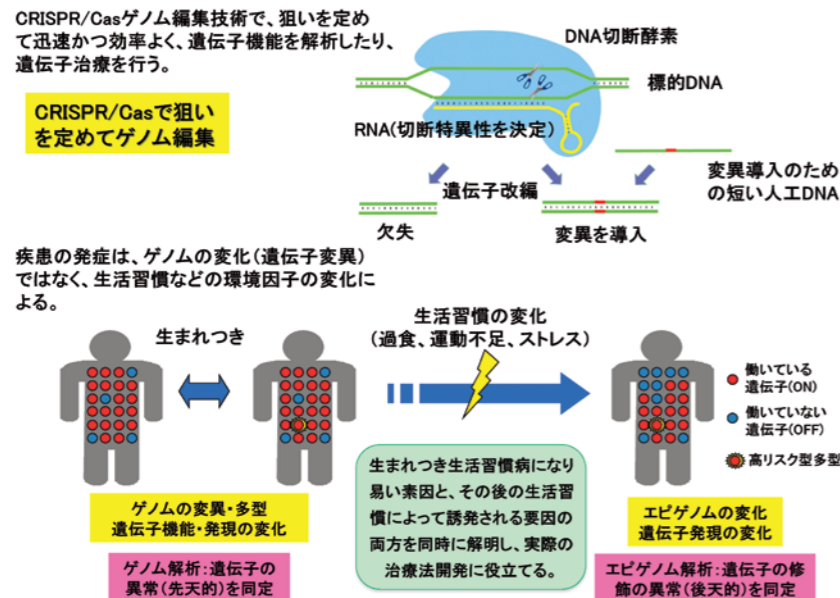 CRISPR/Casゲノム編集技術で、狙いを定め
て迅速かつ効率よく、遺伝子機能を解析したり、
遺伝子治療を行う。
CRISPR/Casで狙い
を定めてゲノム編集
DNA切断酵素
標的DNA
RNA(切断特異性を決定)
変異導入のため
の短い人工DNA
遺伝子改編
欠失
変異を導入
疾患の発症は、ゲノムの変化(遺伝子変異)
ではなく、生活習慣などの環境因子の変化に
よる。
生まれつき
生活習慣の変化
(過食、運動不足、ストレス)
働いている
遺伝子(ON)
働いていない
遺伝子(OFF)
高リスク型多型
生まれつき生活習慣病になり
易い素因と、その後の生活習
慣によって誘発される要因の
両方を同時に解明し、実際の
治療法開発に役立てる。
ゲノムの変異・多型
遺伝子機能・発現の変化
ゲノム解析:遺伝子の
異常(先天的)を同定
エピゲノムの変化
遺伝子発現の変化
エピゲノム解析:遺伝子の修
飾の異常(後天的)を同定